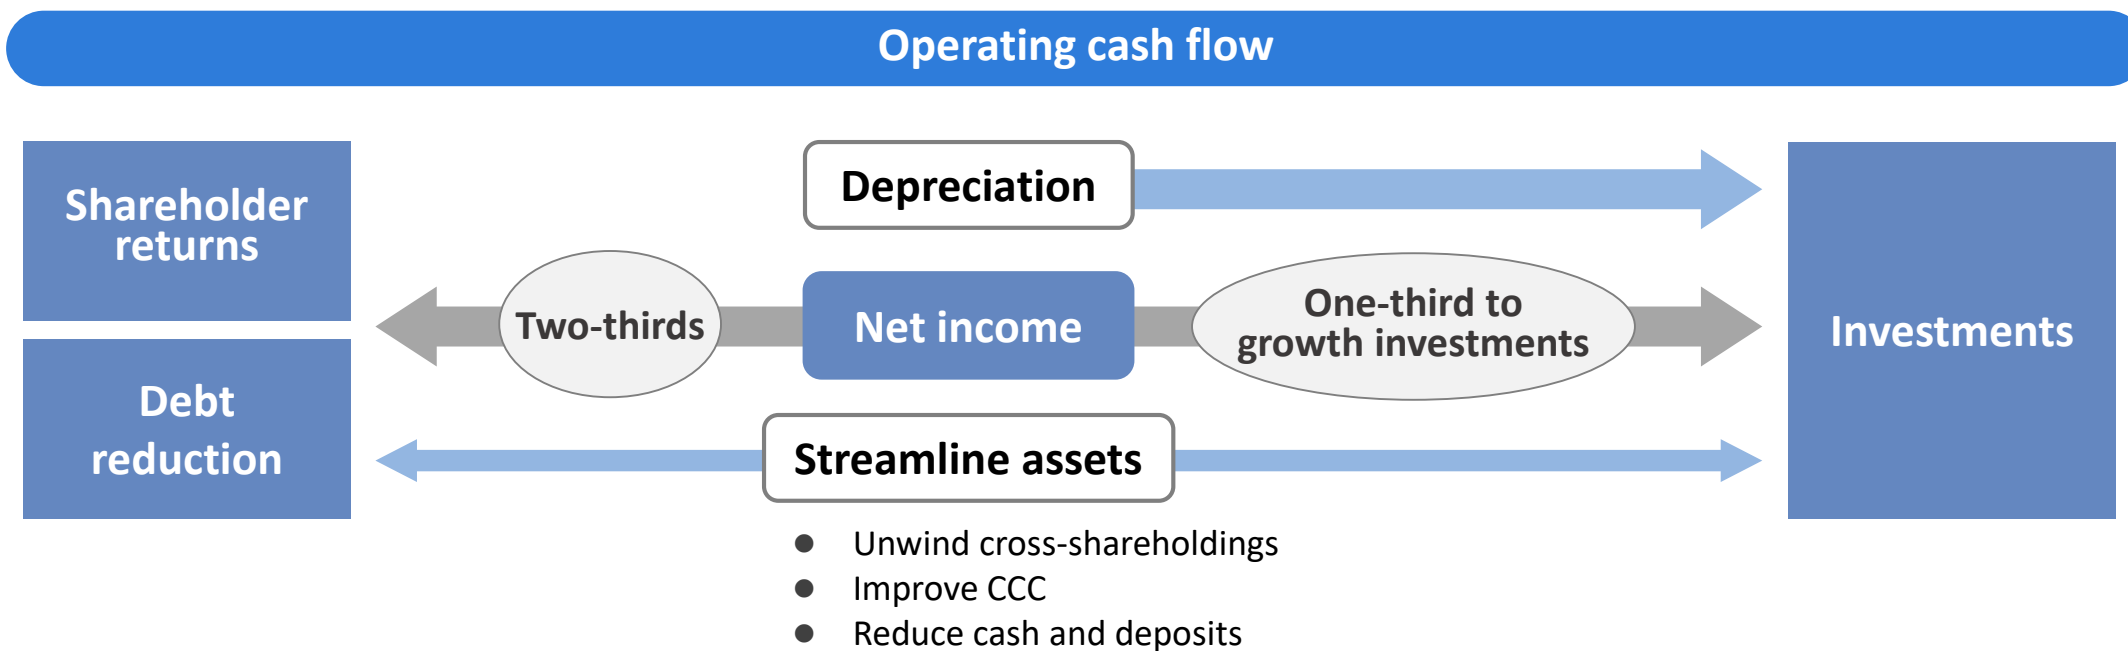 Operating cash flow
Shareholder
returns
Debt
reduction
Depreciation
Two-thirds
Net income
One-third to
growth investments
Streamline assets
● Unwind cross-shareholdings
● Improve CCC
● Reduce cash and deposits
Investments